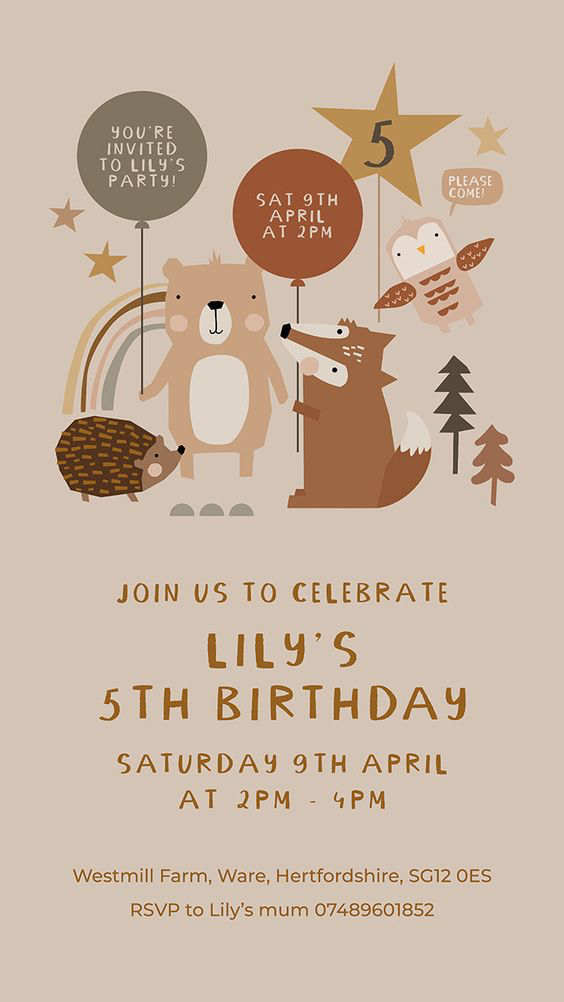 YOU'RE
INVITED
TO LILY'S
PARTY!
SAT 9TH
APRIL
AT 2PM
5
PLEASE
COME!
JOIN US TO CELEBRATE
LILY'S
5TH BIRTHDAY
SATURDAY 9TH APRIL
AT 2PM - 4PM
Westmill Farm, Ware, Hertfordshire, SG12 0ES
RSVP to Lily's mum 07489601852